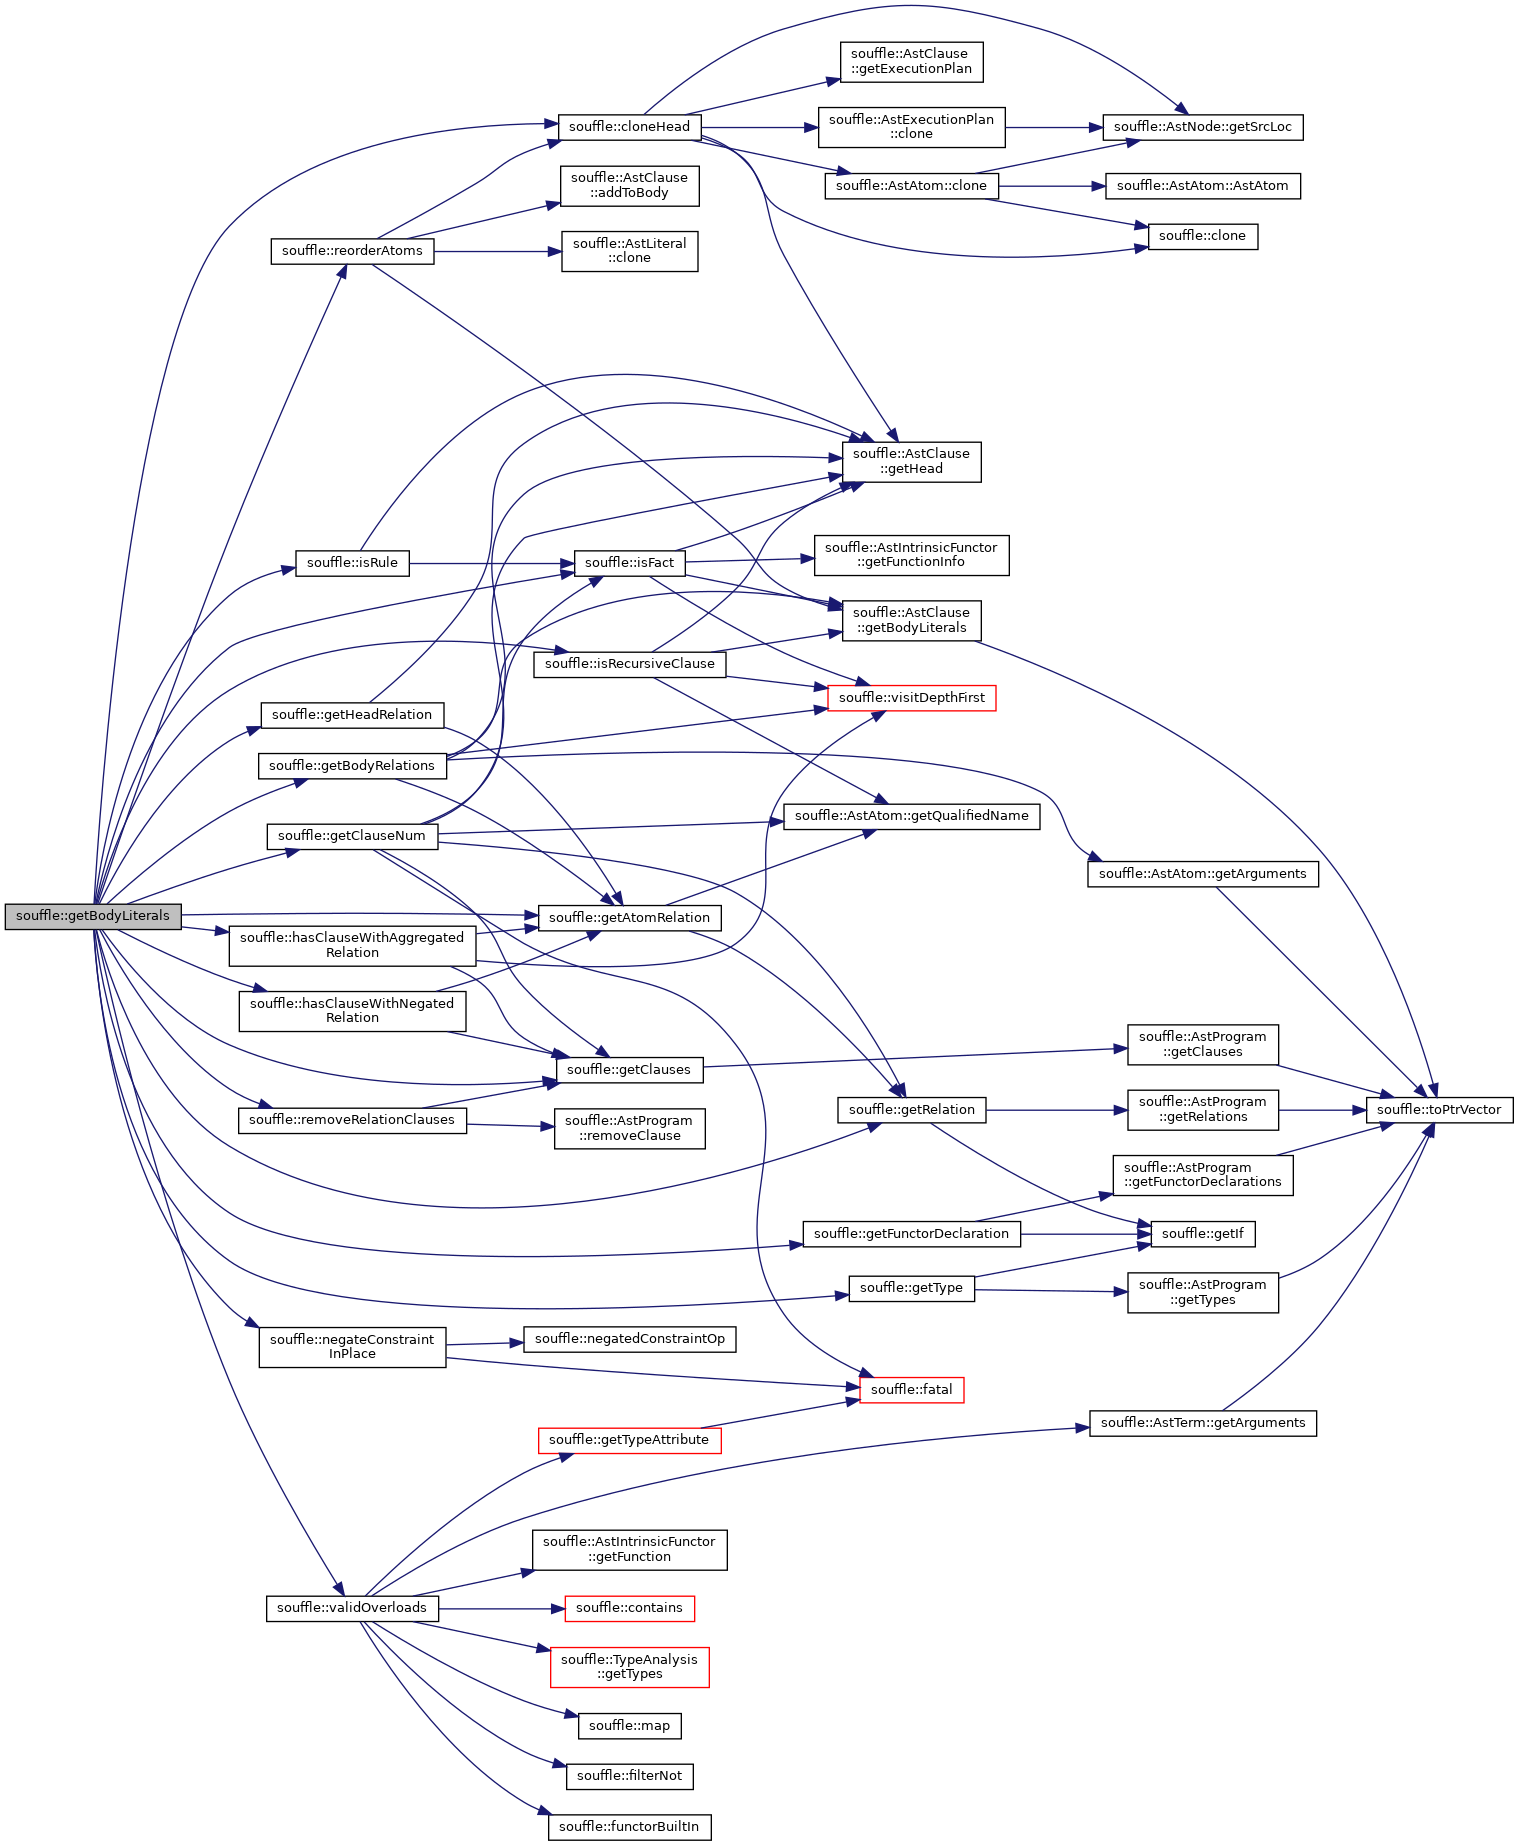 souffle::AstClause
::getExecutionPlan
souffle::cloneHead
souffle::AstExecutionPlan
::clone
souffle::AstNode::getSrcLoc
souffle::AstClause
::addToBody
souffle::AstAtom::clone
souffle::AstAtom::AstAtom
souffle::reorderAtoms
souffle::AstLiteral
::clone
souffle::clone
souffle::AstClause
::getHead
souffle::isRule
souffle::isFact
souffle::AstIntrinsicFunctor
::getFunctionInfo
souffle::AstClause
::getBodyLiterals
souffle::isRecursiveClause
souffle::visitDepthFirst
souffle::getHeadRelation
souffle::getBodyRelations
souffle::getClauseNum
souffle::AstAtom::getQualifiedName
souffle::AstAtom::getArguments
souffle::getBodyLiterals
souffle::getAtomRelation
souffle::hasClauseWithAggregated
Relation
souffle::hasClauseWithNegated
Relation
souffle::getClauses
souffle::AstProgram
::getClauses
souffle::removeRelationClauses
souffle::AstProgram
::removeClause
souffle::getRelation
souffle::AstProgram
::getRelations
souffle::toPtrVector
souffle::AstProgram
::getFunctorDeclarations
souffle::getFunctorDeclaration
souffle::getIf
souffle::getType
souffle::AstProgram
::getTypes
souffle::negateConstraint
InPlace
souffle::negatedConstraintOp
souffle::fatal
souffle::getTypeAttribute
souffle::AstTerm::getArguments
souffle::AstIntrinsicFunctor
::getFunction
souffle::validOverloads
souffle::contains
souffle::TypeAnalysis
::getTypes
souffle::map
souffle::filterNot
souffle::functorBuiltIn